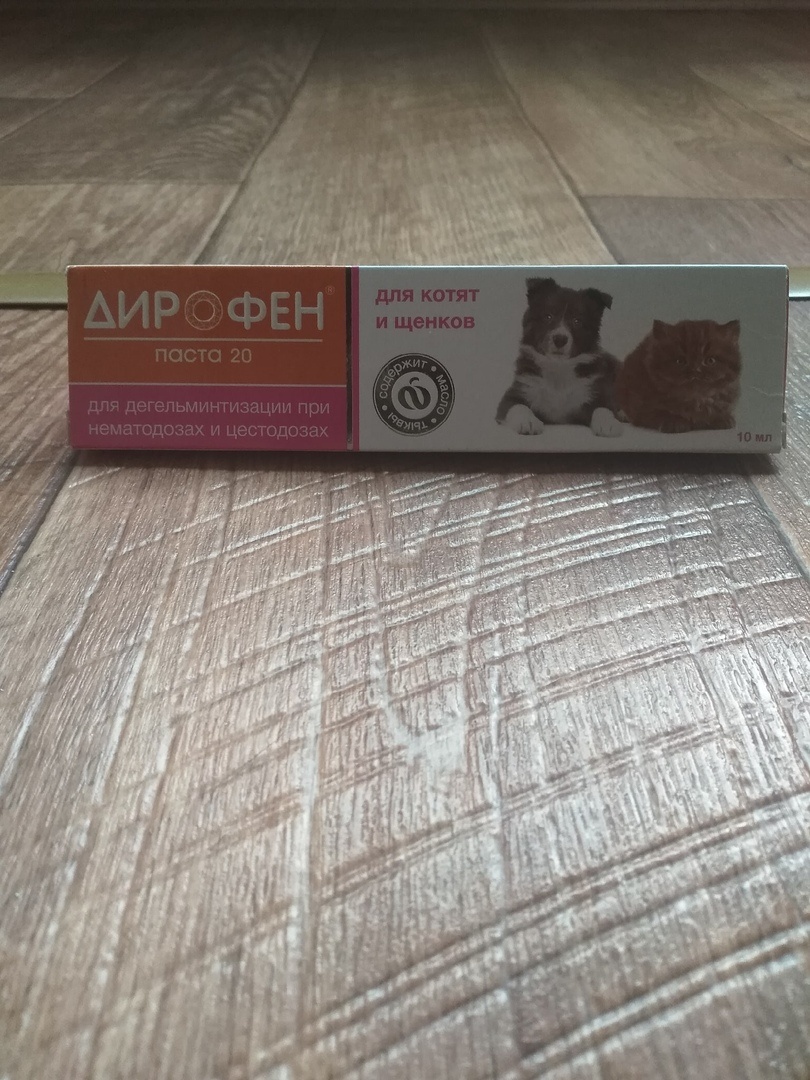 ДИРОФЕН®
паста 20
для дегельминтизации при
нематодозах и цестодозах
для котят
и щенков
содержит • масло • тыквы •
10 мл